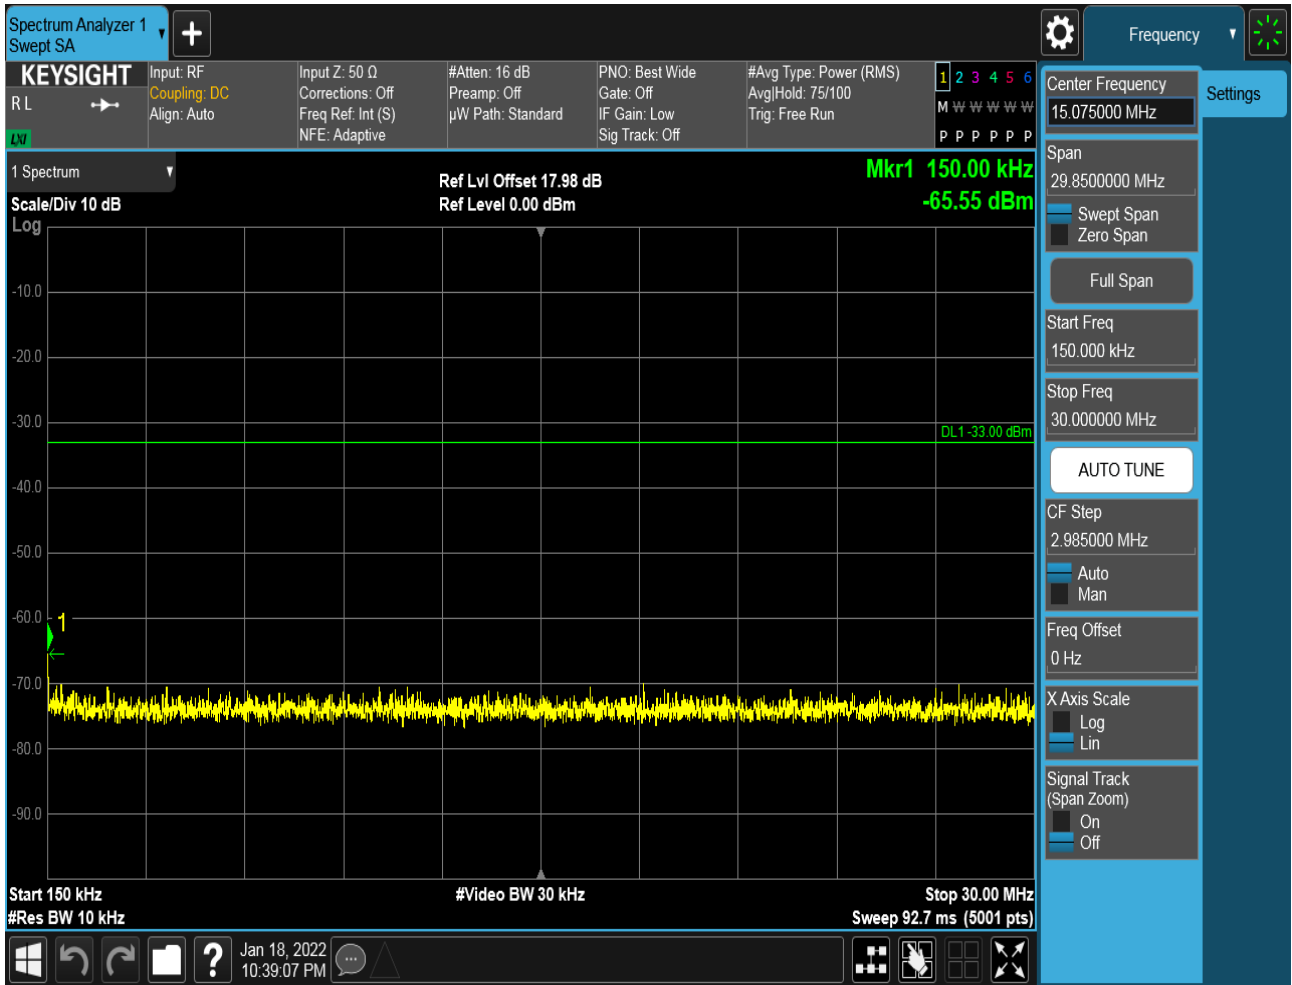 Spectrum Analyzer 1
Swept SA
Frequency
KEYSIGHT
R L
LXI
Input: RF
Coupling: DC
Align: Auto
Input Z: 50 Ω
Corrections: Off
Freq Ref: Int (S)
NFE: Adaptive
#Atten: 16 dB
Preamp: Off
µW Path: Standard
PNO: Best Wide
Gate: Off
IF Gain: Low
Sig Track: Off
#Avg Type: Power (RMS)
Avg|Hold: 75/100
Trig: Free Run
1 2 3 4 5 6
M W W W W W
P P P P P P
1 Spectrum
Scale/Div 10 dB
Log
Ref Lvl Offset 17.98 dB
Ref Level 0.00 dBm
Mkr1 150.00 kHz
-65.55 dBm
-10.0
-20.0
-30.0
DL1 -33.00 dBm
-40.0
-50.0
-60.0
1
-70.0
-80.0
-90.0
Start 150 kHz
#Video BW 30 kHz
Stop 30.00 MHz
#Res BW 10 kHz
Sweep 92.7 ms (5001 pts)
?
Jan 18, 2022
10:39:07 PM
Center Frequency
15.075000 MHz
Settings
Span
29.8500000 MHz
Swept Span
Zero Span
Full Span
Start Freq
150.000 kHz
Stop Freq
30.000000 MHz
AUTO TUNE
CF Step
2.985000 MHz
Auto
Man
Freq Offset
0 Hz
X Axis Scale
Log
Lin
Signal Track
(Span Zoom)
On
Off